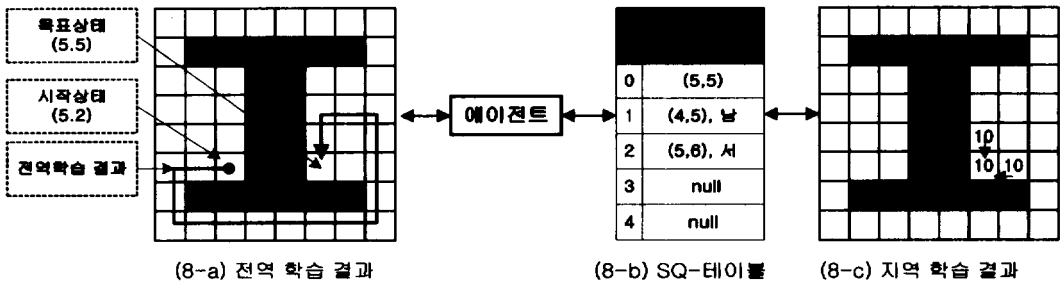 목표상태
(5.5)
시작상태
(5.2)
전역학습 결과
에이전트
0 (5,5)
1 (4,5), 남
2 (5,6), 서
3 null
4 null
10
10 10
(8-a) 전역 학습 결과
(8-b) SQ-테이블
(8-c) 지역 학습 결과